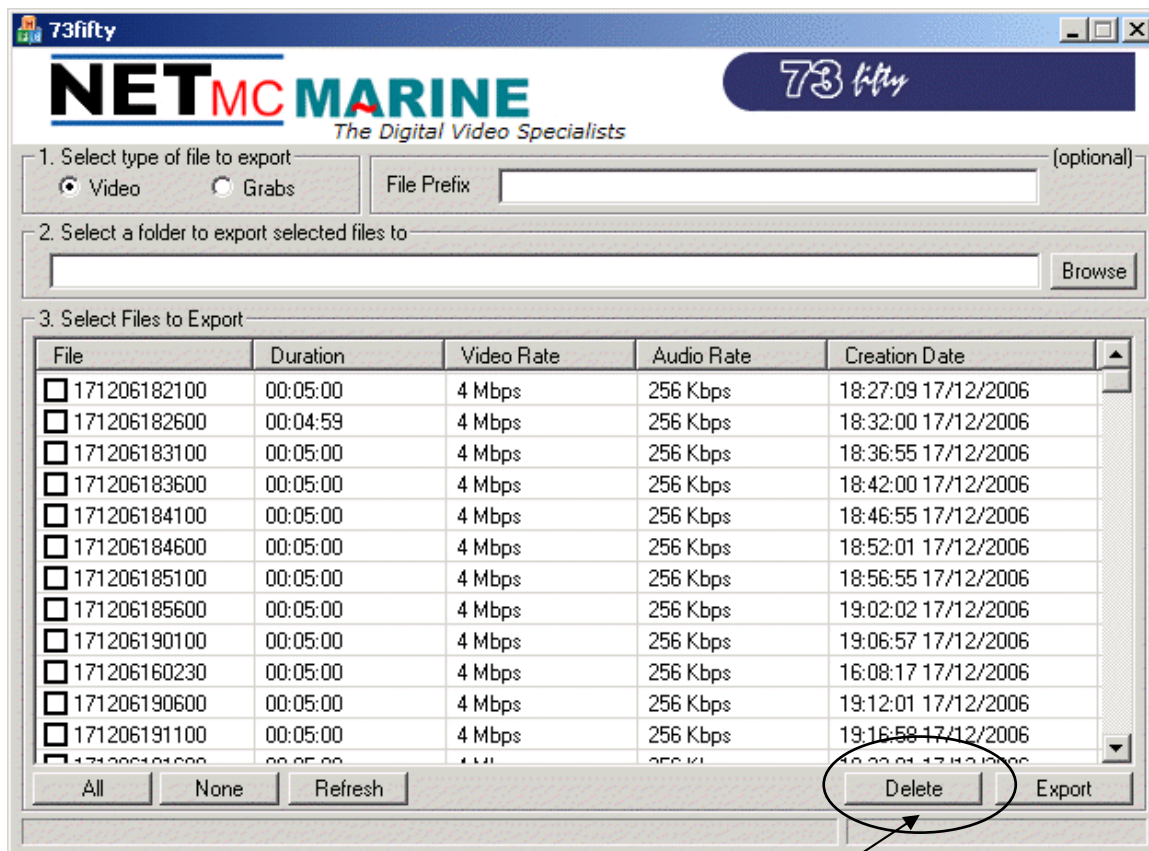 73fifty
NETMC MARINE
The Digital Video Specialists
73 fifty
1. Select type of file to export
Video Grabs
File Prefix
(optional)
2. Select a folder to export selected files to
Browse
3. Select Files to Export
File Duration Video Rate Audio Rate Creation Date
171206182100 00:05:00 4 Mbps 256 Kbps 18:27:09 17/12/2006
171206182600 00:04:59 4 Mbps 256 Kbps 18:32:00 17/12/2006
171206183100 00:05:00 4 Mbps 256 Kbps 18:36:55 17/12/2006
171206183600 00:05:00 4 Mbps 256 Kbps 18:42:00 17/12/2006
171206184100 00:05:00 4 Mbps 256 Kbps 18:46:55 17/12/2006
171206184600 00:05:00 4 Mbps 256 Kbps 18:52:01 17/12/2006
171206185100 00:05:00 4 Mbps 256 Kbps 18:56:55 17/12/2006
171206185600 00:05:00 4 Mbps 256 Kbps 19:02:02 17/12/2006
171206190100 00:05:00 4 Mbps 256 Kbps 19:06:57 17/12/2006
171206160230 00:05:00 4 Mbps 256 Kbps 16:08:17 17/12/2006
171206190600 00:05:00 4 Mbps 256 Kbps 19:12:01 17/12/2006
171206191100 00:05:00 4 Mbps 256 Kbps 19:16:58 17/12/2006
All None Refresh Delete Export